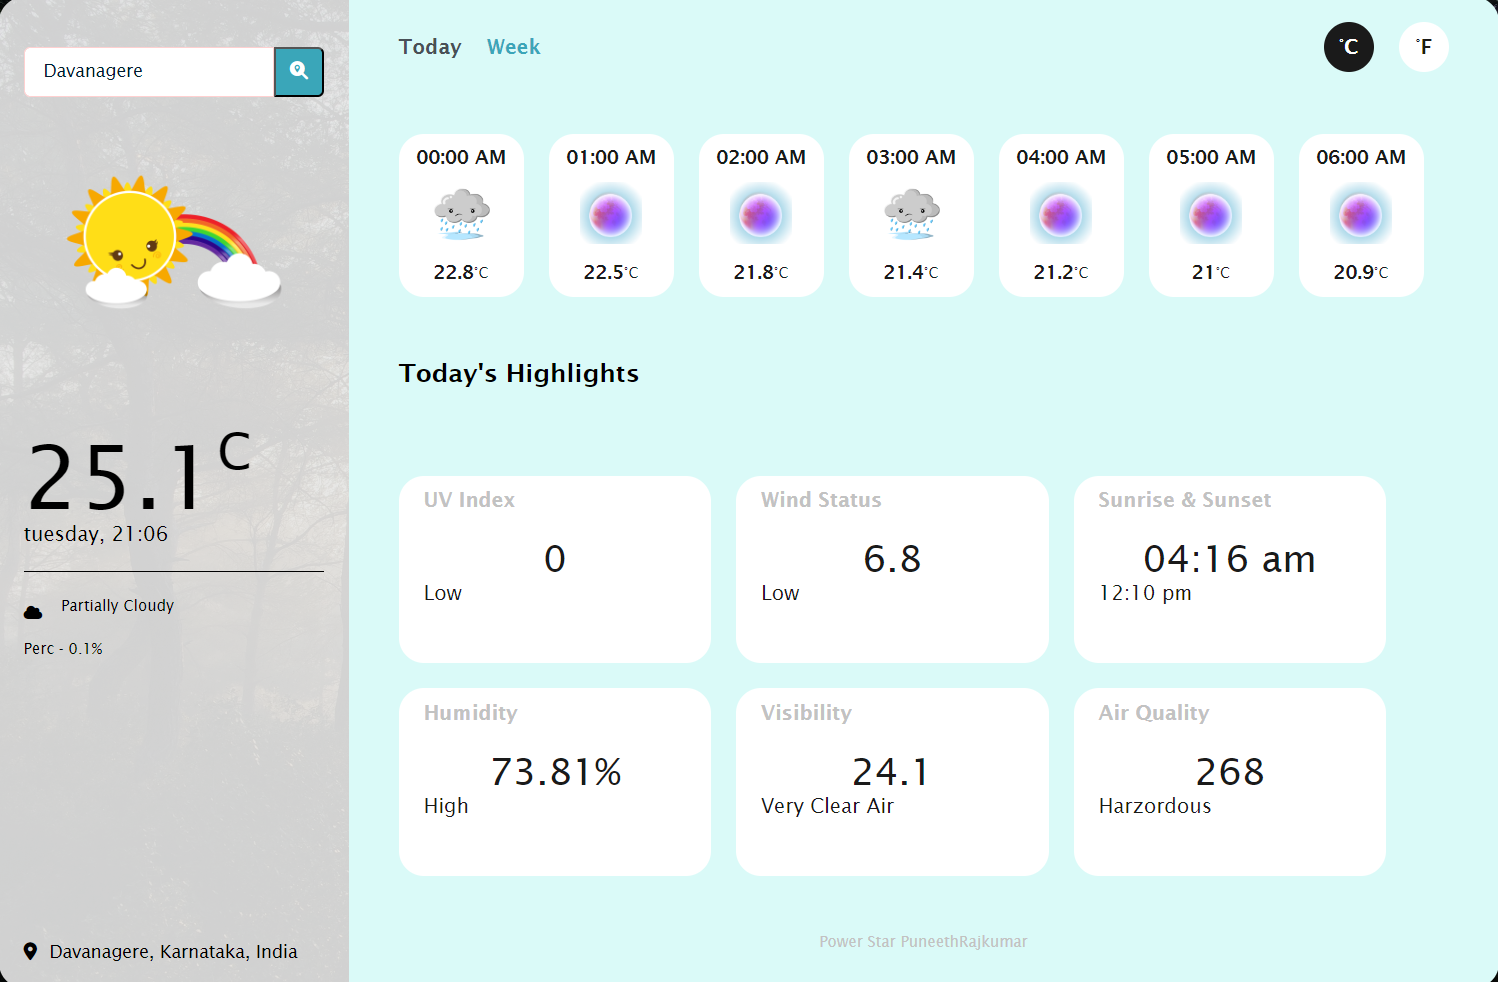 Davanagere
25.1C
tuesday, 21:06
Partially Cloudy
Perc - 0.1%
Davanagere, Karnataka, India
Today Week
°C °F
00:00 AM 01:00 AM 02:00 AM 03:00 AM 04:00 AM 05:00 AM 06:00 AM
22.8°C 22.5°C 21.8°C 21.4°C 21.2°C 21°C 20.9°C
Today's Highlights
UV Index
0
Low
Wind Status
6.8
Low
Sunrise & Sunset
04:16 am
12:10 pm
Humidity
73.81%
High
Visibility
24.1
Very Clear Air
Air Quality
268
Harzordous
Power Star PuneethRajkumar